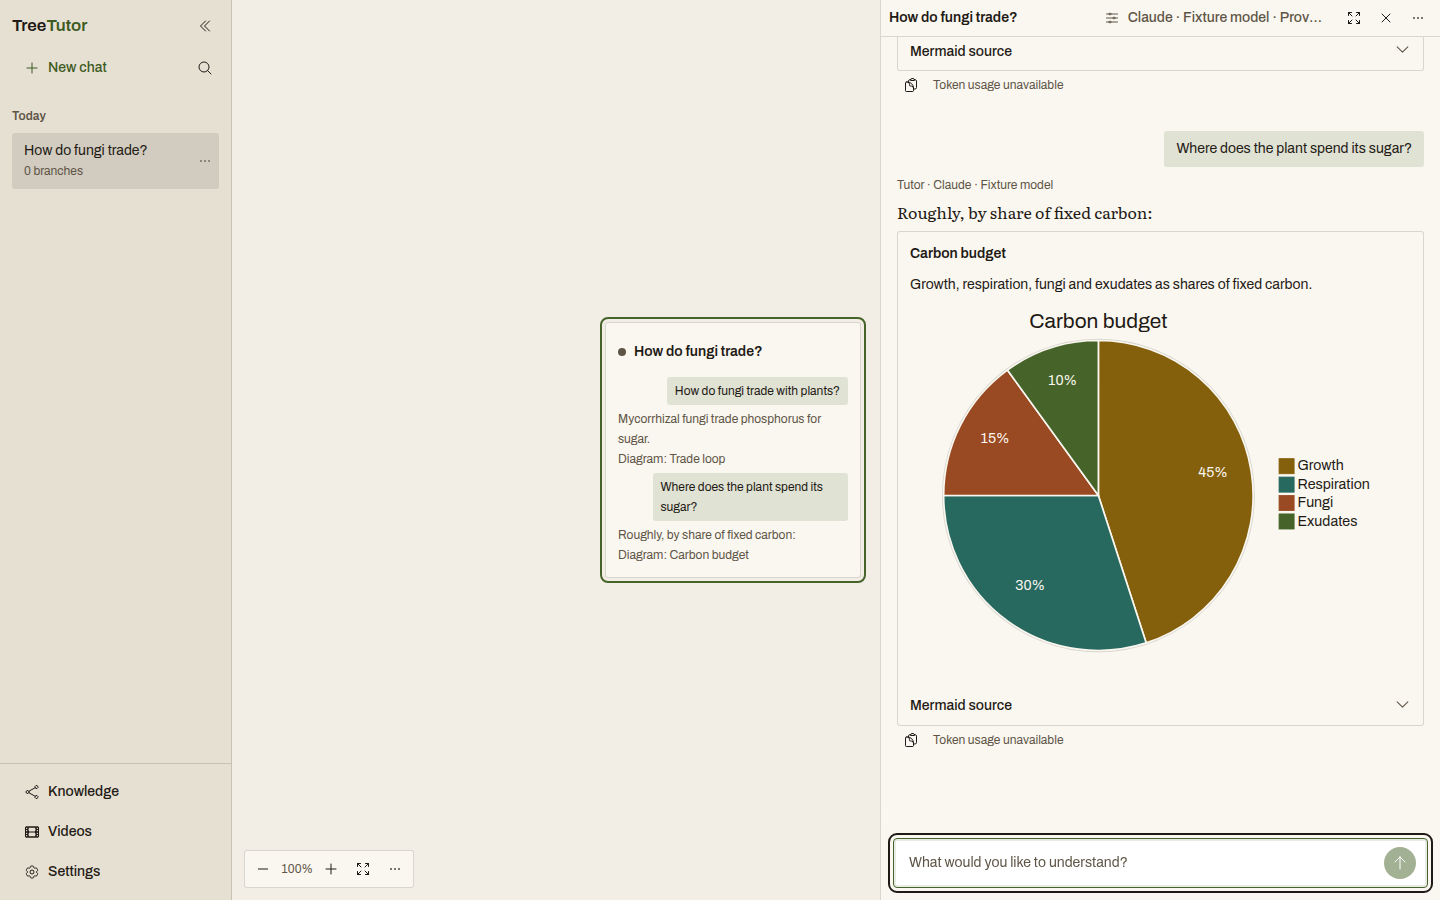 TreeTutor
New chat
Today
How do fungi trade?
0 branches
Knowledge
Videos
Settings
How do fungi trade?
How do fungi trade with plants?
Mycorrhizal fungi trade phosphorus for
sugar.
Diagram: Trade loop
Where does the plant spend its
sugar?
Roughly, by share of fixed carbon:
Diagram: Carbon budget
100%
How do fungi trade?
Claude · Fixture model · Prov...
Mermaid source
Token usage unavailable
Where does the plant spend its sugar?
Tutor · Claude · Fixture model
Roughly, by share of fixed carbon:
Carbon budget
Growth, respiration, fungi and exudates as shares of fixed carbon.
Carbon budget
10%
15%
45%
30%
Growth
Respiration
Fungi
Exudates
Mermaid source
Token usage unavailable
What would you like to understand?